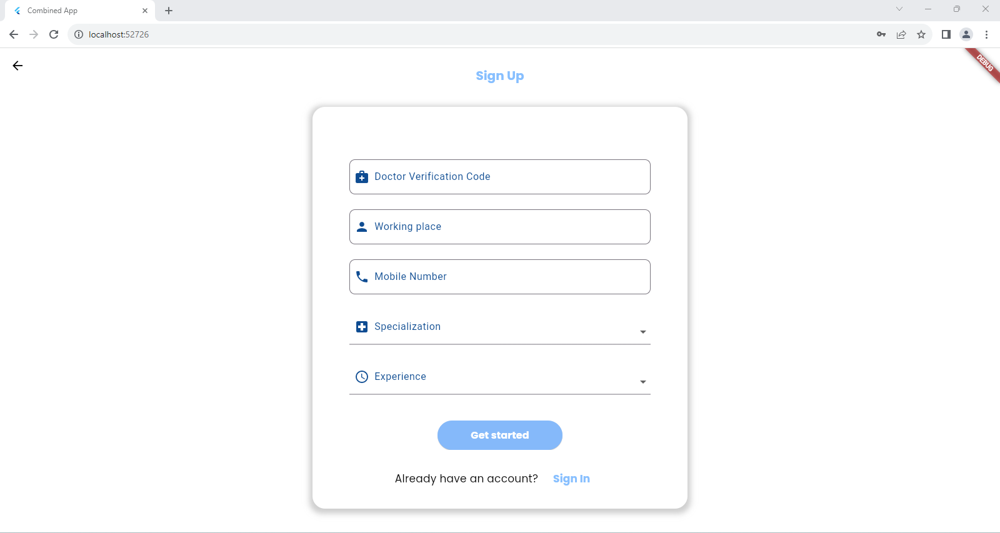 Combined App
localhost:52726
DEBUG
Sign Up
Doctor Verification Code
Working place
Mobile Number
Specialization
Experience
Get started
Already have an account? Sign In